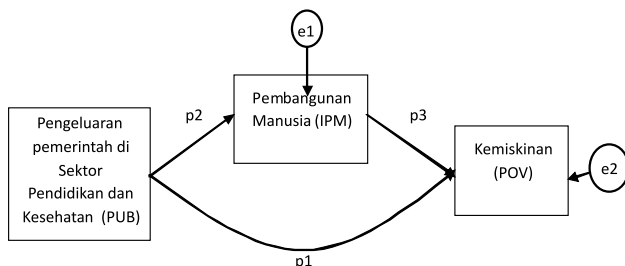 e1
Pembangunan
Manusia (IPM)
p2
p3
Pengeluaran
pemerintah di
Sektor
Pendidikan dan
Kesehatan (PUB)
Kemiskinan
(POV)
e2
p1